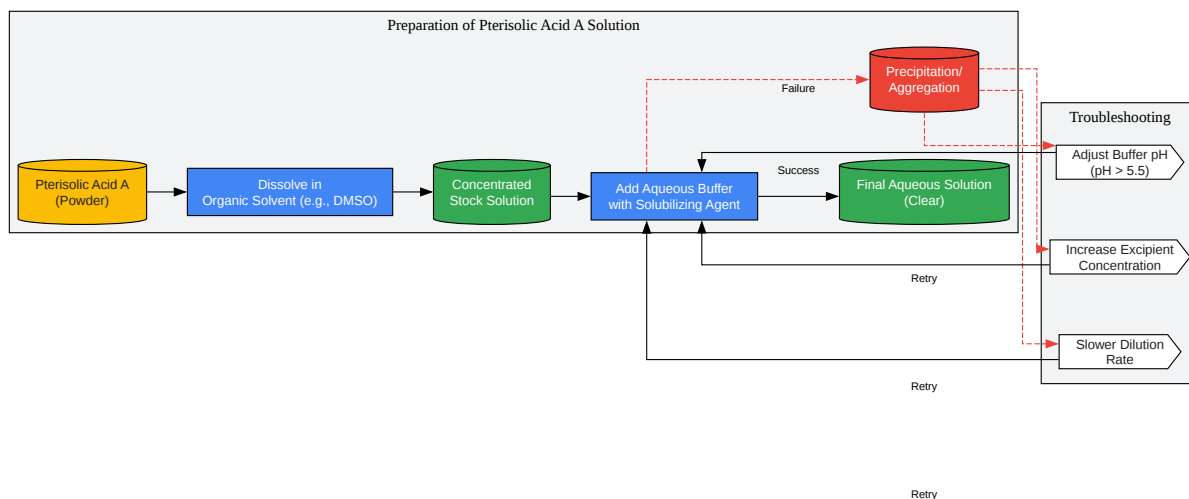 Preparation of Pterisolic Acid A Solution
Precipitation/
Aggregation
Failure
Troubleshooting
Pterisolic Acid A
(Powder)
Dissolve in
Organic Solvent (e.g., DMSO)
Concentrated
Stock Solution
Add Aqueous Buffer
with Solubilizing Agent
Success
Final Aqueous Solution
(Clear)
Adjust Buffer pH
(pH > 5.5)
Increase Excipient
Concentration
Retry
Slower Dilution
Rate
Retry
Retry